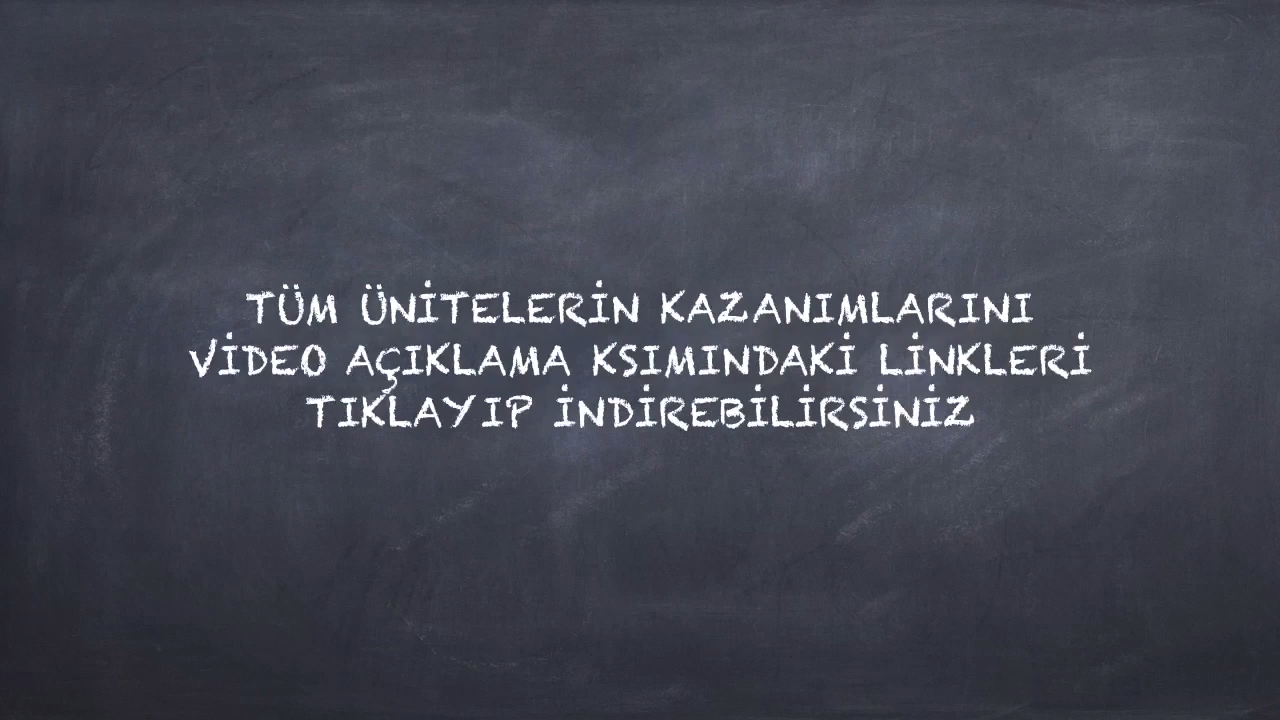 TÜM ÜNİTELERİN KAZANIMLARINI
VİDEO AÇIKLAMA KSIMINDAKİ LİNKLERİ
TIKLAYIP İNDİREBİLİRSİNİZ